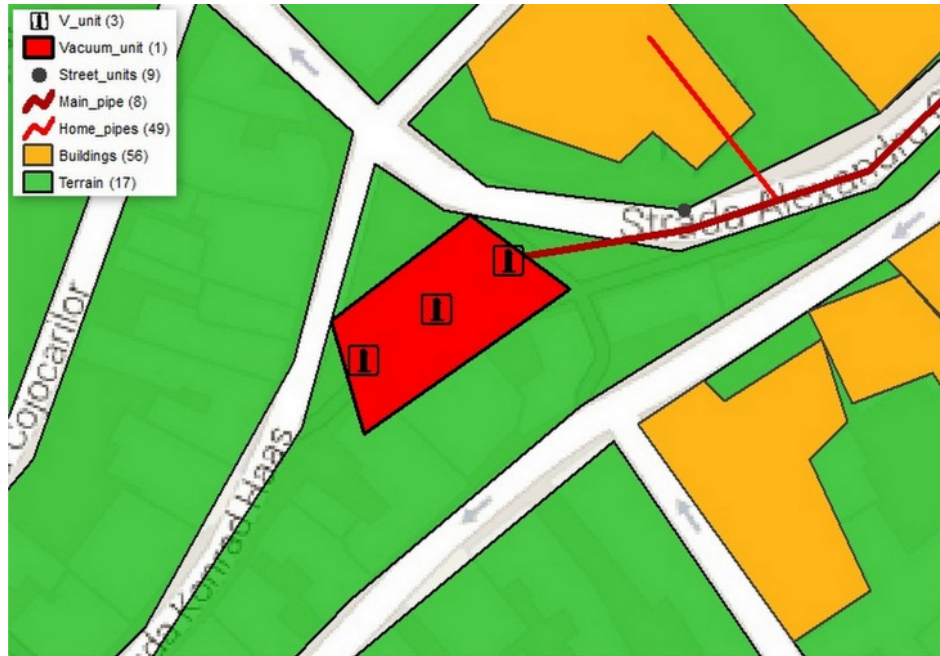 V_unit (3)
Vacuum_unit (1)
Street_units (9)
Main_pipe (8)
Home_pipes (49)
Buildings (56)
Terrain (17)
Strada Alexandru
Cojocarilor
Konrad Haas